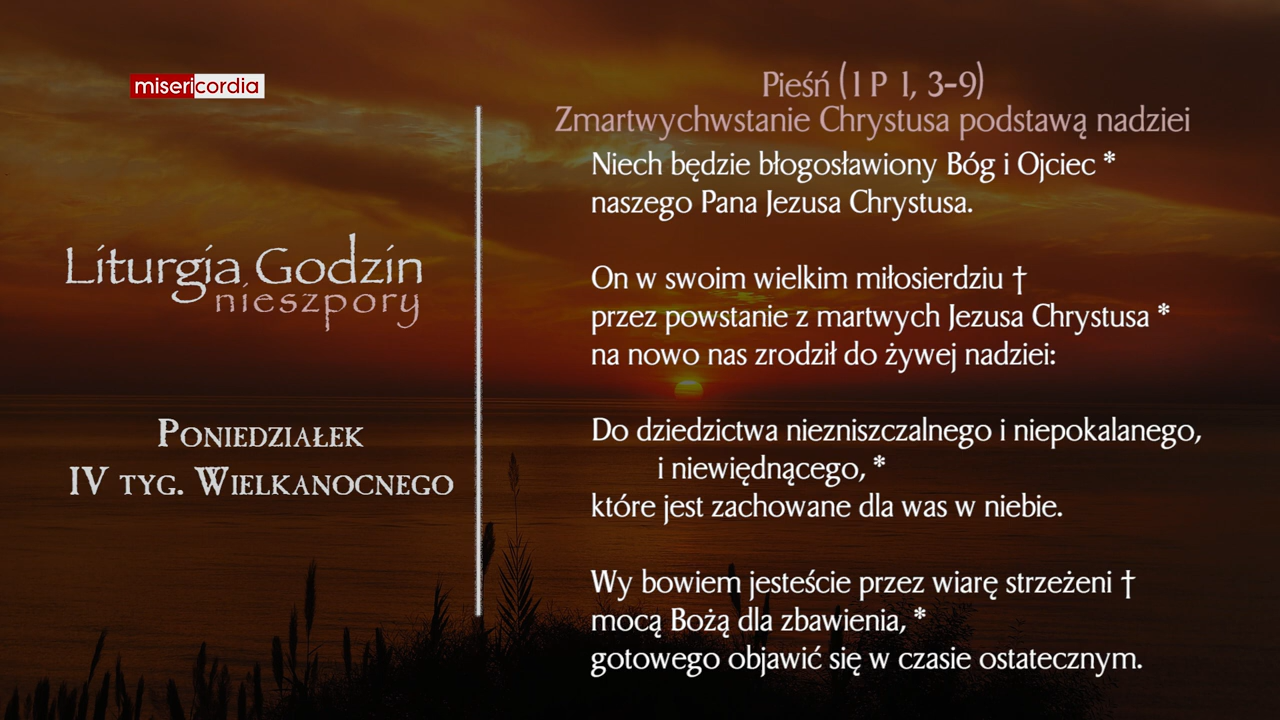 misericordia
Liturgia Godzin
nieszpory
Poniedziałek
IV tyg. Wielkanocnego
Pieśń (1 P 1, 3-9)
Zmartwychwstanie Chrystusa podstawą nadziei
Niech będzie błogosławiony Bóg i Ojciec *
naszego Pana Jezusa Chrystusa.
On w swoim wielkim miłosierdziu †
przez powstanie z martwych Jezusa Chrystusa *
na nowo nas zrodził do żywej nadziei:
Do dziedzictwa niezniszczalnego i niepokalanego,
i niewiędnącego, *
które jest zachowane dla was w niebie.
Wy bowiem jesteście przez wiarę strzeżeni †
mocą Bożą dla zbawienia, *
gotowego objawić się w czasie ostatecznym.